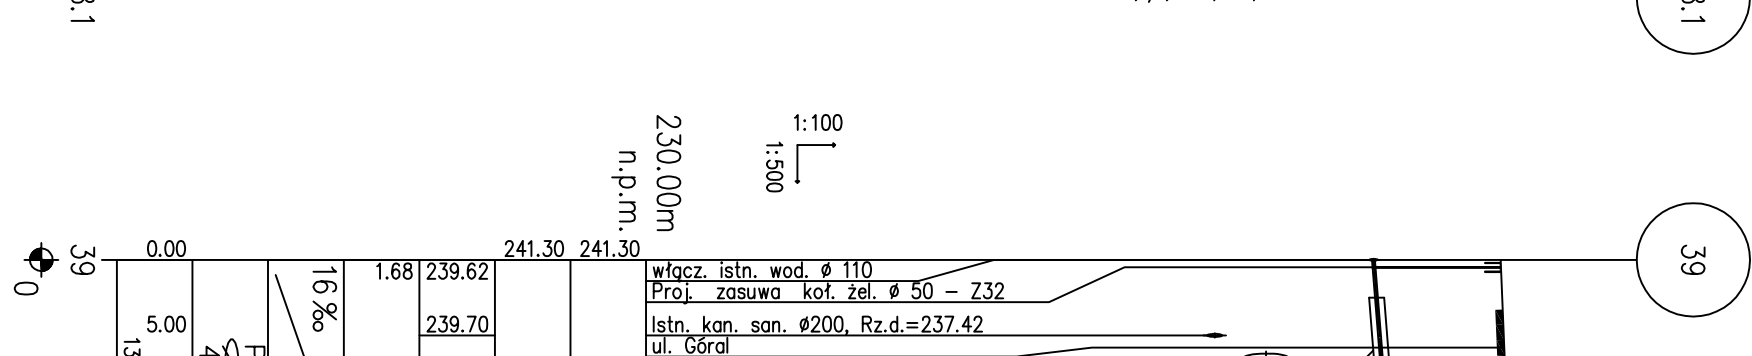 1:100
1:500
230.00m
n.p.m.
39
39
0
0.00
241.30 241.30
16‰
1.68 239.62
włącz. istn. wod. ø 110
Proj. zasuwa koł. żel. ø 50 - Z32
5.00
239.70
Istn. kan. san. ø200, Rz.d.=237.42
ul. Góral